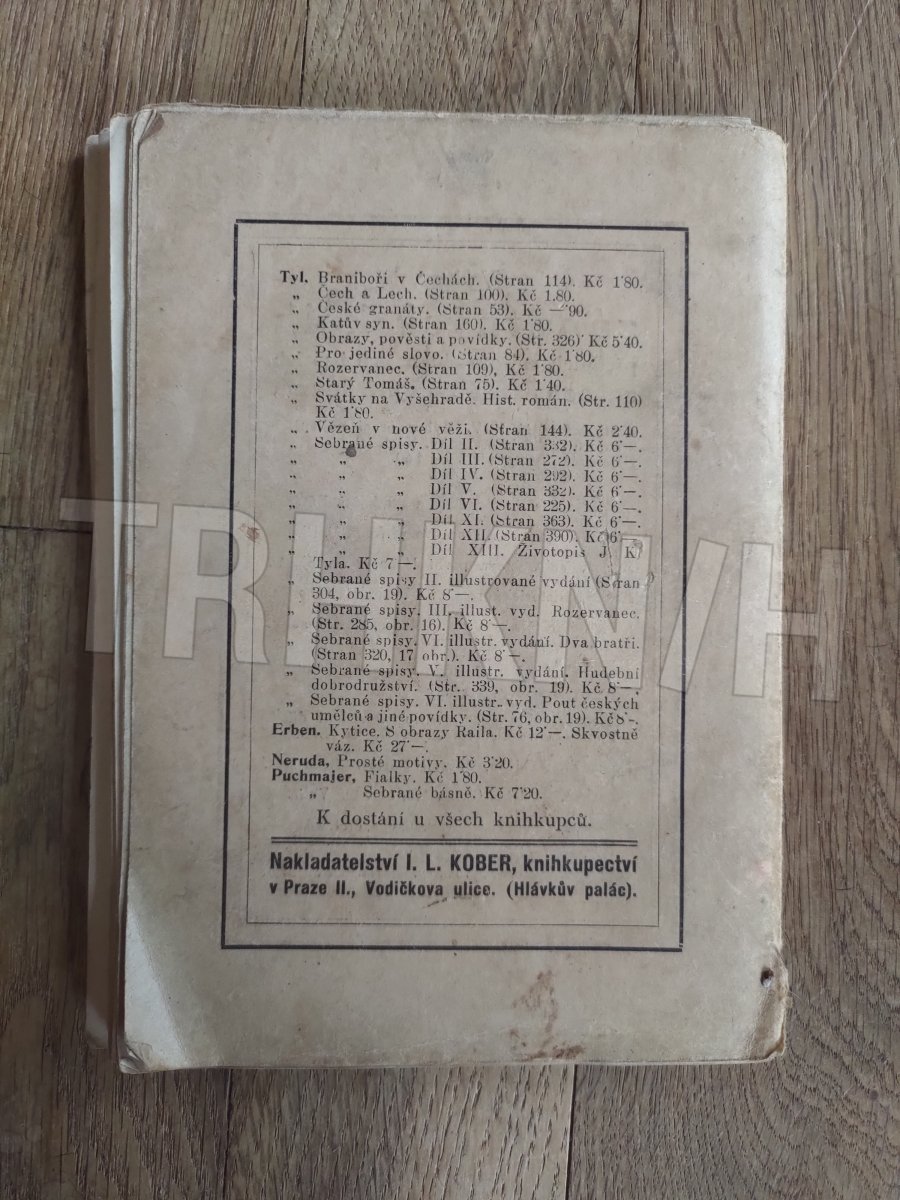 Tyl. Braniboři v Čechách. (Stran 114). Kč 1'80.
„ Čech a Lech. (Stran 100). Kč 1.80.
„ České granáty. (Stran 53). Kč —'90.
„ Katův syn. (Stran 160). Kč 1'80.
„ Obrazy, pověsti a povídky. (Str. 326)' Kč 5'40.
„ Pro jediné slovo. (Stran 84). Kč 1'80.
„ Rozervanec. (Stran 109), Kč 1'80.
„ Starý Tomáš. (Stran 75). Kč 1'40.
„ Svátky na Vyšehradě. Hist. román. (Str. 110)
Kč 1'80.
„ Vězeň v nové věži. (Stran 144). Kč 2'40.
„ Sebrané spisy. Díl II. (Stran 332). Kč 6'—.
„ „ „ Díl III. (Stran 272). Kč 6'—.
„ „ „ Díl IV. (Stran 292). Kč 6'—.
„ „ „ Díl V. (Stran 332). Kč 6'—.
„ „ „ Díl VI. (Stran 225). Kč 6'—.
„ „ „ Díl XI. (Stran 363). Kč 6'—.
„ „ „ Díl XII. (Stran 390). Kč 6'—.
„ „ „ Díl XIII. Životopis J. K.
Tyla. Kč 7'—.
„ Sebrané spisy II. illustrované vydání (Stran
304, obr. 19). Kč 8'—.
„ Sebrané spisy. III. illust. vyd. Rozervanec.
(Str. 285, obr. 16). Kč 8'—.
„ Sebrané spisy. VI. illustr. vydání. Dva bratři.
(Stran 320, 17 obr.). Kč 8'—.
„ Sebrané spisy. V. illustr. vydání. Hudební
dobrodružství. (Str. 339, obr. 19). Kč 8'—.
„ Sebrané spisy. VI. illustr. vyd. Pout českých
umělců a jiné povídky. (Str. 76, obr. 19). Kč 8'-.
Erben. Kytice. S obrazy Raila. Kč 12'—. Skvostně
váz. Kč 27'—.
Neruda, Prosté motivy. Kč 3'20.
Puchmajer, Fialky. Kč 1'80.
„ Sebrané básně. Kč 7'20.
K dostání u všech knihkupců.
Nakladatelství I. L. KOBER, knihkupectví
v Praze II., Vodičkova ulice. (Hlávkův palác).
TRHKNIH